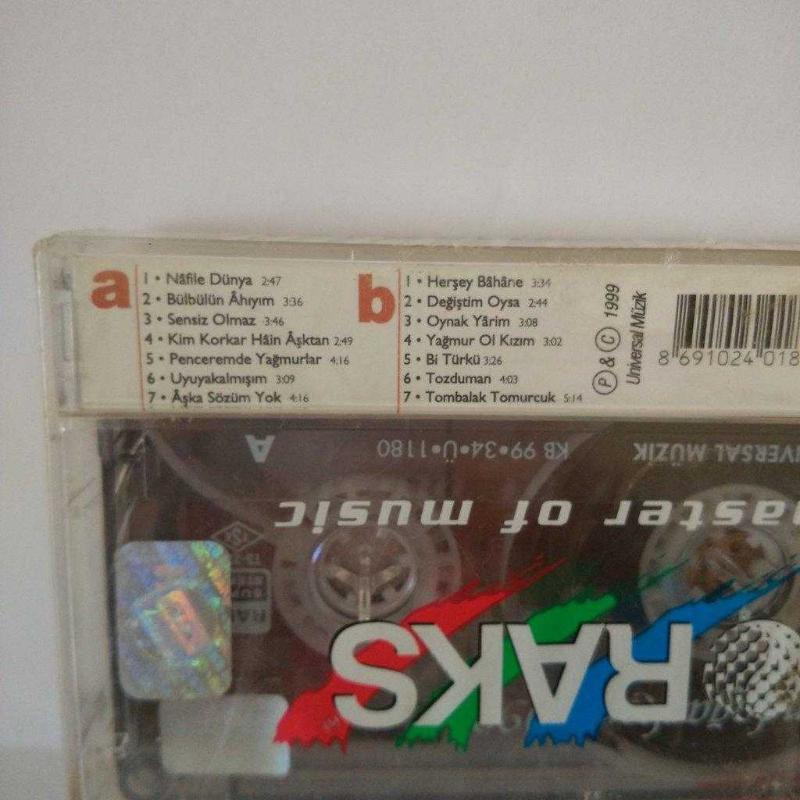 a
1 • Nâfile Dünya 2:47
2 • Bülbülün Âhıyım 3:36
3 • Sensiz Olmaz 3:46
4 • Kim Korkar Hâin Âşktan 2:49
5 • Penceremde Yağmurlar 4:16
6 • Uyuyakalmışım 3:09
7 • Âşka Sözüm Yok 4:16
b
1 • Herşey Bâhâne 3:34
2 • Değiştim Oysa 2:44
3 • Oynak Yârim 3:08
4 • Yağmur Ol Kızım 3:02
5 • Bi Türkü 3:26
6 • Tozduman 4:03
7 • Tombalak Tomurcuk 5:14
Ⓟ & © 1999
Universal Müzik
8 691024 018
A
KB 99•34•Ü•1180
IVERSAL MÜZİK
aster of music
RAKS